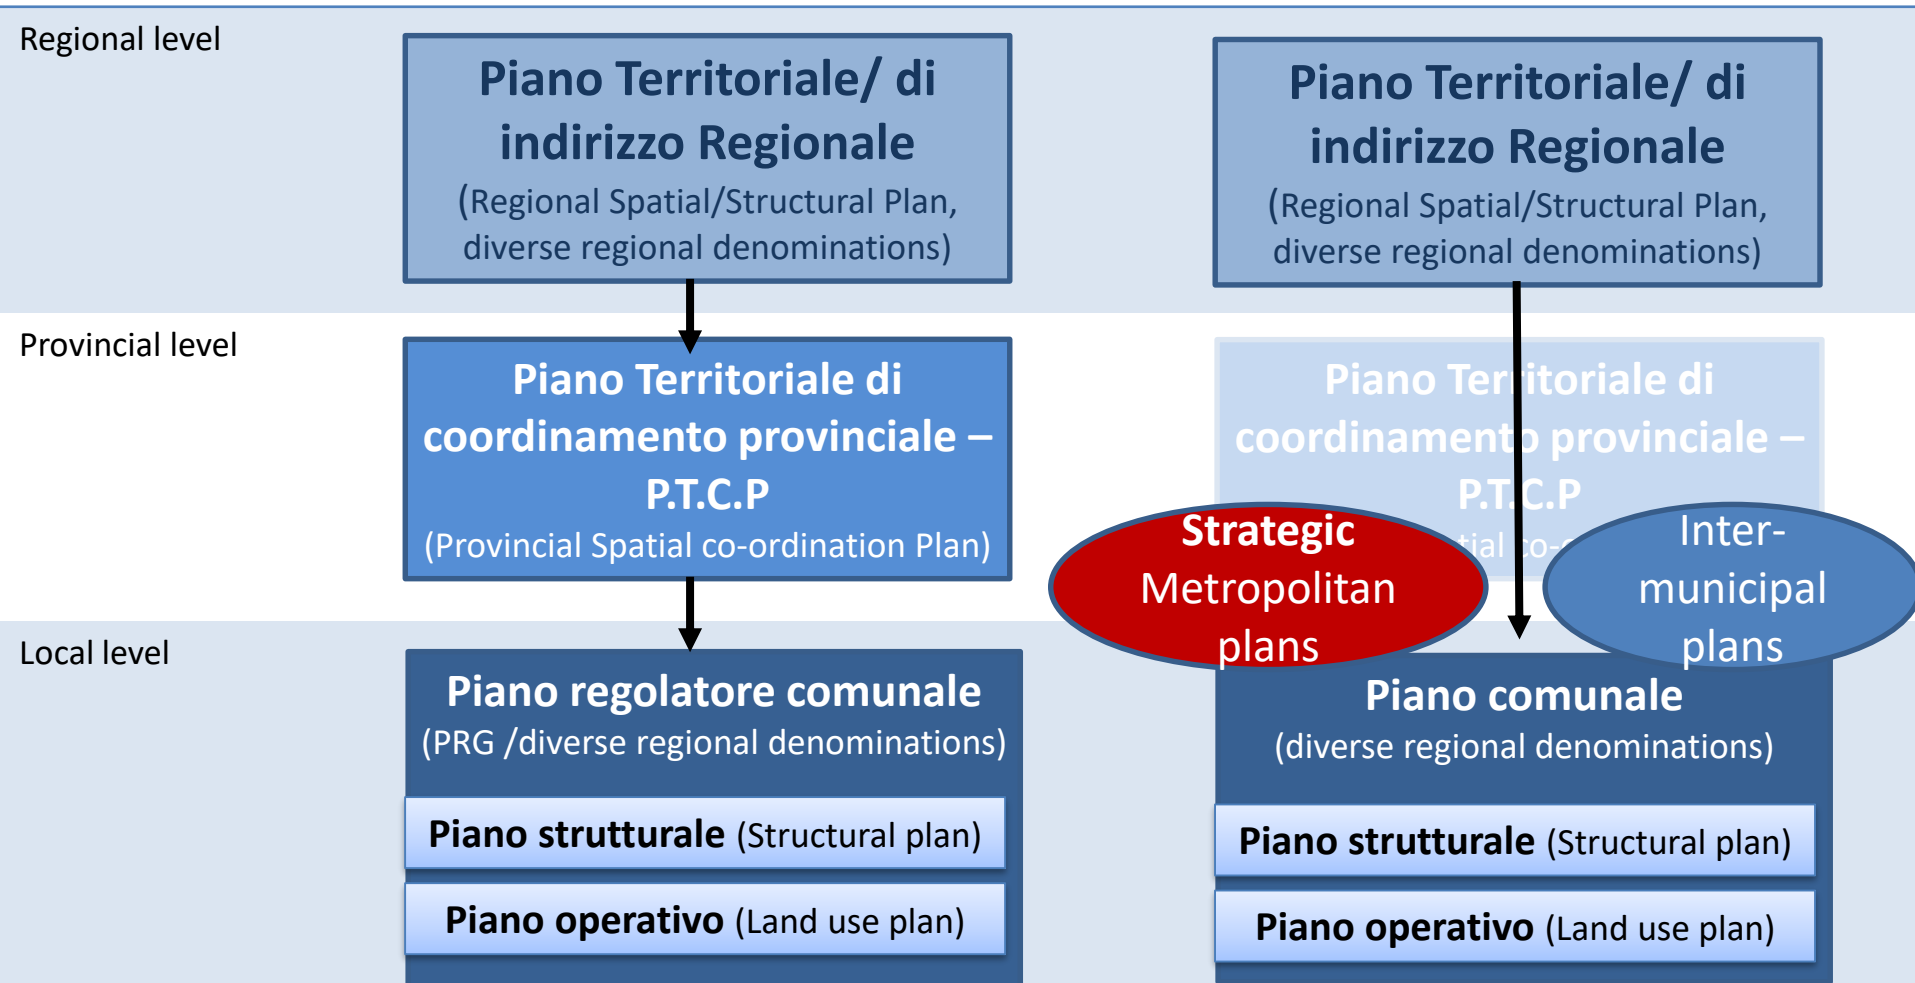 Regional level
Piano Territoriale/ di
indirizzo Regionale
(Regional Spatial/Structural Plan,
diverse regional denominations)
Piano Territoriale/ di
indirizzo Regionale
(Regional Spatial/Structural Plan,
diverse regional denominations)
Provincial level
Piano Territoriale di
coordinamento provinciale –
P.T.C.P
(Provincial Spatial co-ordination Plan)
Piano Territoriale di
coordinamento provinciale –
P.T.C.P
Strategic
Metropolitan
plans
Inter-
municipal
plans
Local level
Piano regolatore comunale
(PRG /diverse regional denominations)
Piano strutturale (Structural plan)
Piano operativo (Land use plan)
Piano comunale
(diverse regional denominations)
Piano strutturale (Structural plan)
Piano operativo (Land use plan)